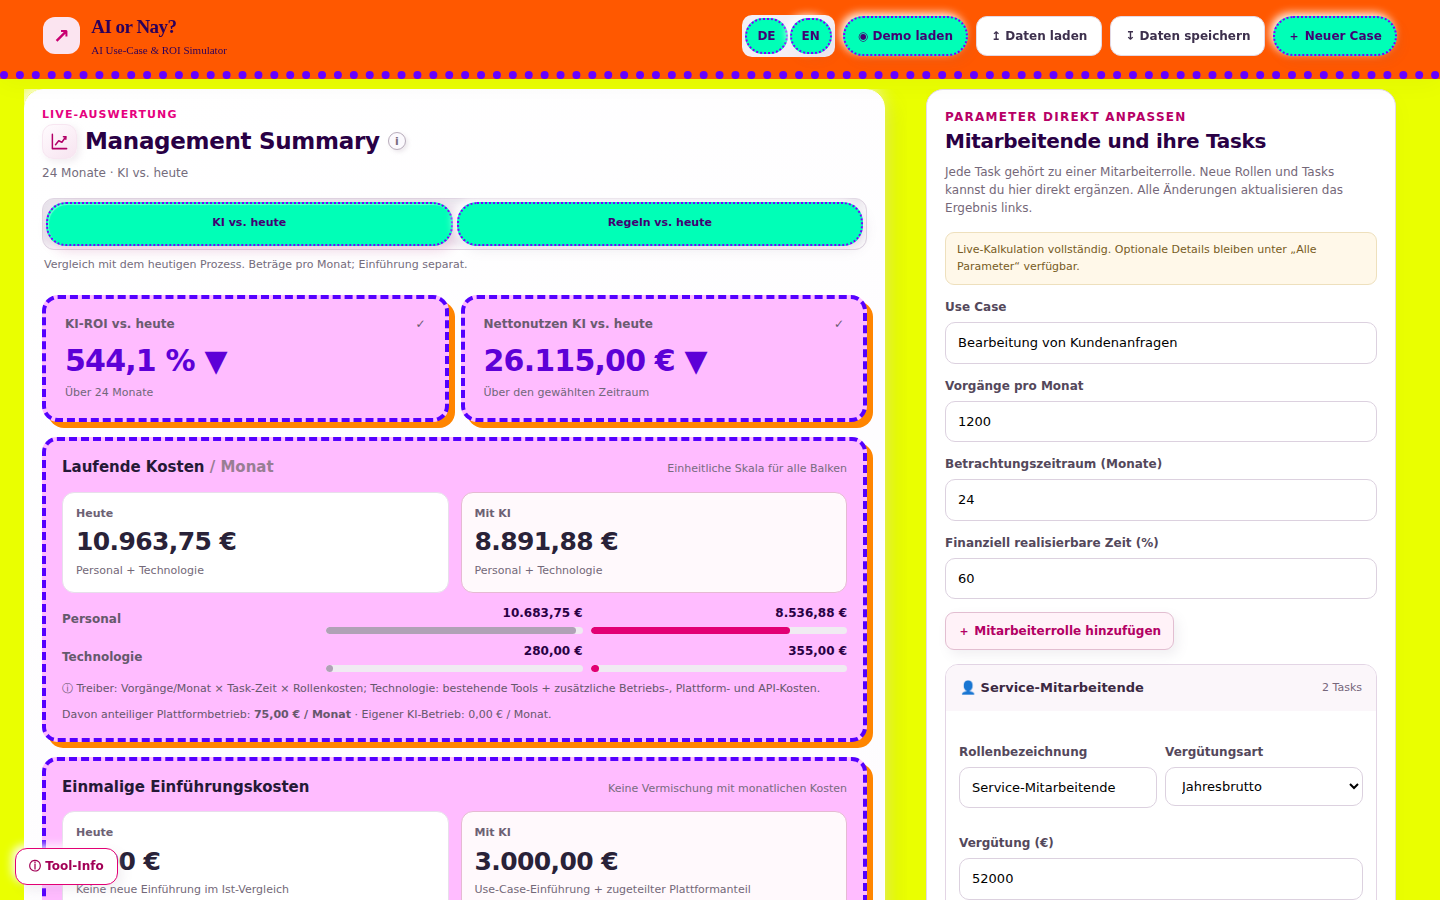 AI or Nay?
AI Use-Case & ROI Simulator
DE
EN
◉ Demo laden
↥ Daten laden
↧ Daten speichern
+ Neuer Case
LIVE-AUSWERTUNG
Management Summary i
24 Monate · KI vs. heute
KI vs. heute
Regeln vs. heute
Vergleich mit dem heutigen Prozess. Beträge pro Monat; Einführung separat.
KI-ROI vs. heute ✓
544,1 % ▼
Über 24 Monate
Nettonutzen KI vs. heute ✓
26.115,00 € ▼
Über den gewählten Zeitraum
Laufende Kosten / Monat
Einheitliche Skala für alle Balken
Heute
10.963,75 €
Personal + Technologie
Mit KI
8.891,88 €
Personal + Technologie
Personal 10.683,75 € 8.536,88 €
Technologie 280,00 € 355,00 €
ⓘ Treiber: Vorgänge/Monat × Task-Zeit × Rollenkosten; Technologie: bestehende Tools + zusätzliche Betriebs-, Plattform- und API-Kosten.
Davon anteiliger Plattformbetrieb: 75,00 € / Monat · Eigener KI-Betrieb: 0,00 € / Monat.
Einmalige Einführungskosten
Keine Vermischung mit monatlichen Kosten
Heute
0 €
Keine neue Einführung im Ist-Vergleich
Mit KI
3.000,00 €
Use-Case-Einführung + zugeteilter Plattformanteil
ⓘ Tool-Info
PARAMETER DIREKT ANPASSEN
Mitarbeitende und ihre Tasks
Jede Task gehört zu einer Mitarbeiterrolle. Neue Rollen und Tasks
kannst du hier direkt ergänzen. Alle Änderungen aktualisieren das
Ergebnis links.
Live-Kalkulation vollständig. Optionale Details bleiben unter „Alle
Parameter“ verfügbar.
Use Case
Bearbeitung von Kundenanfragen
Vorgänge pro Monat
1200
Betrachtungszeitraum (Monate)
24
Finanziell realisierbare Zeit (%)
60
+ Mitarbeiterrolle hinzufügen
👤 Service-Mitarbeitende 2 Tasks
Rollenbezeichnung
Service-Mitarbeitende
Vergütungsart
Jahresbrutto
Vergütung (€)
52000